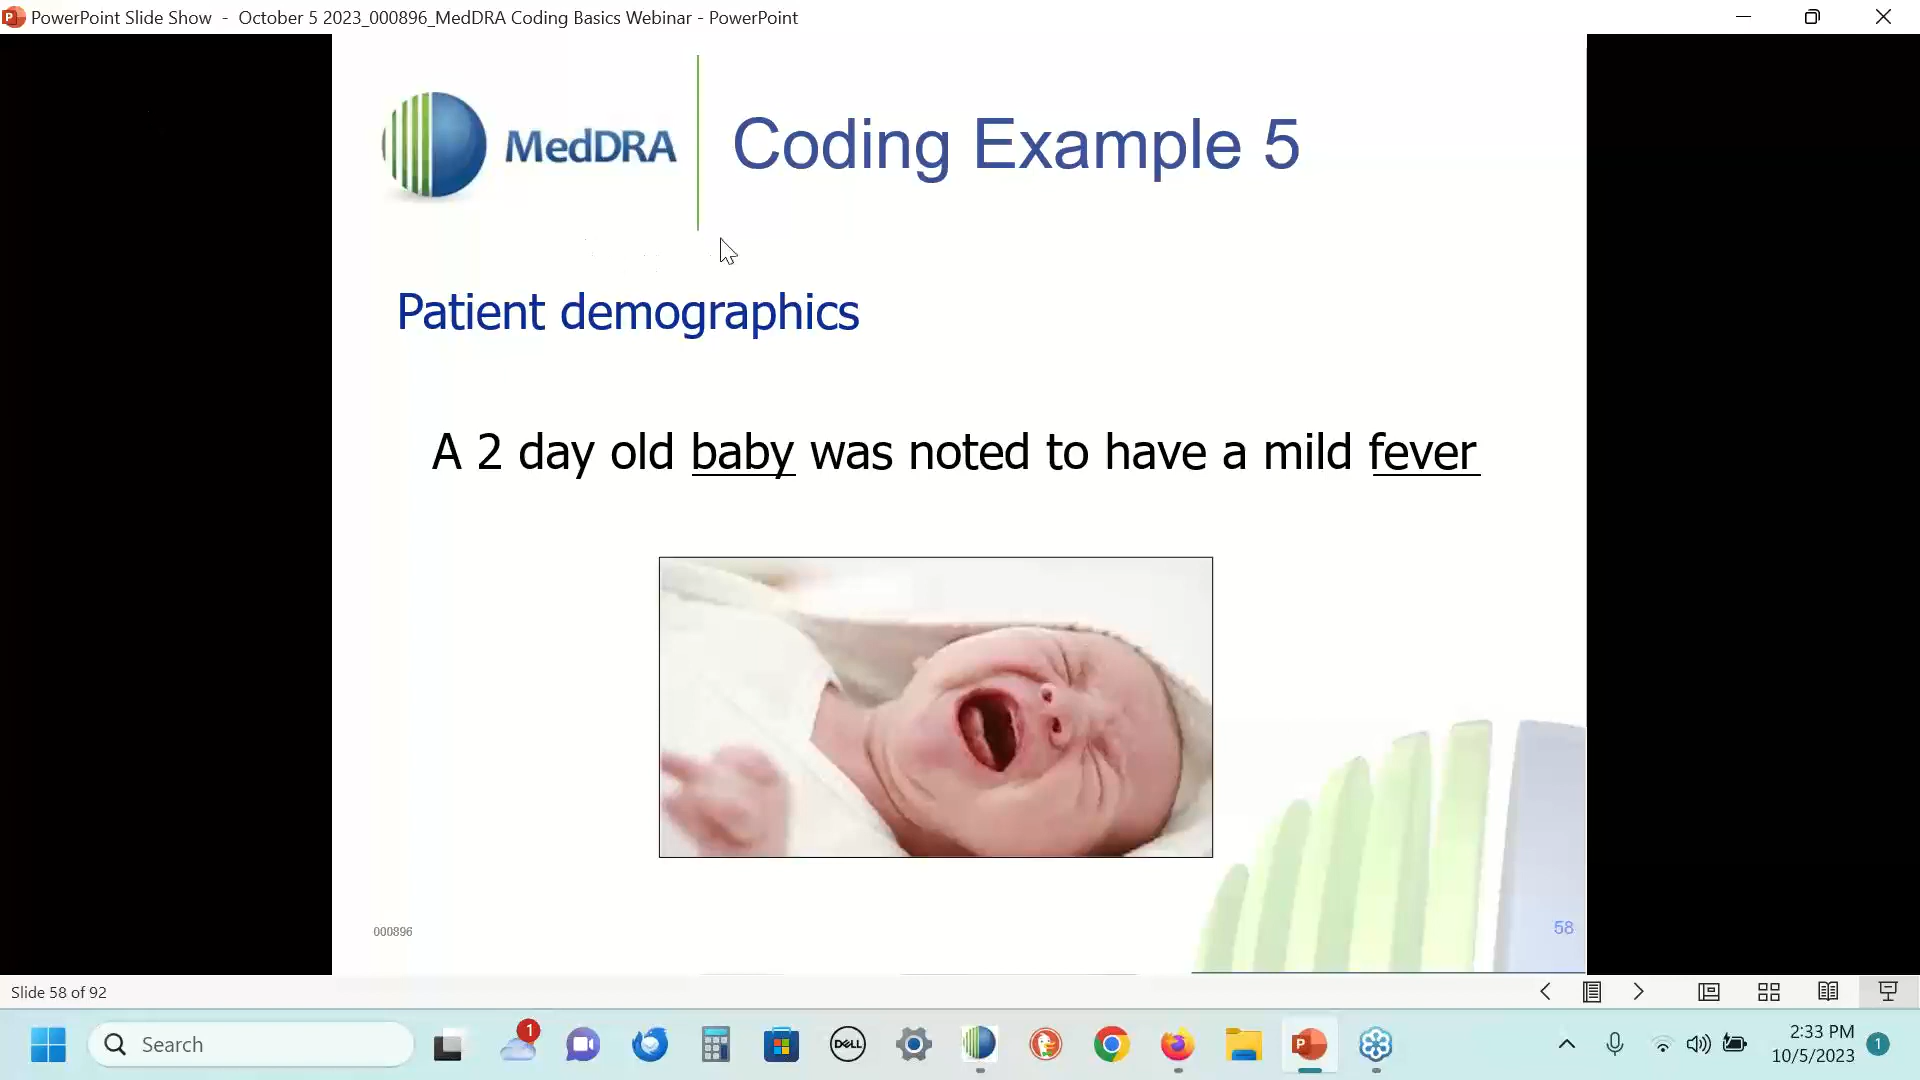 PowerPoint Slide Show - October 5 2023_000896_MedDRA Coding Basics Webinar - PowerPoint
MedDRA
Coding Example 5
Patient demographics
A 2 day old baby was noted to have a mild fever
000896
58
Slide 58 of 92
Search
1
DELL
2:33 PM
10/5/2023
1